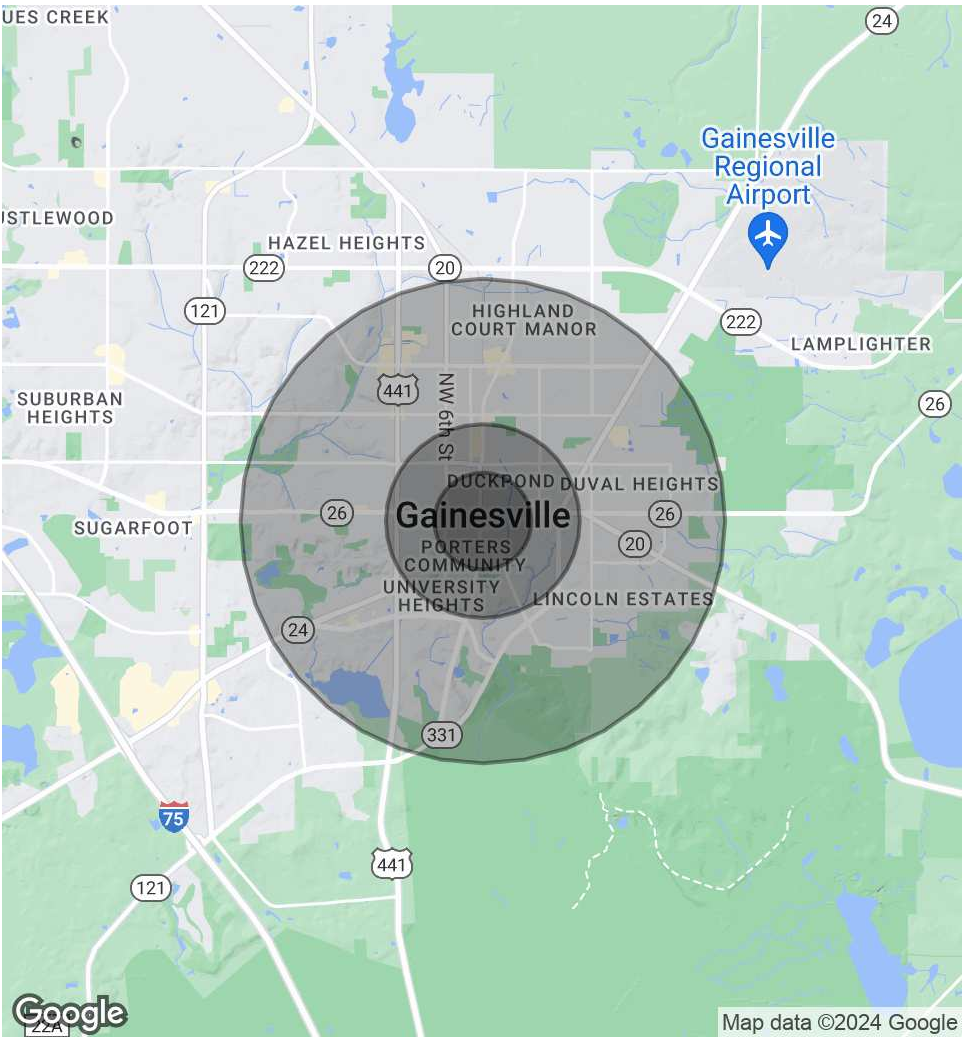 UES CREEK
24
Gainesville
Regional
Airport
ISTLEWOOD
HAZEL HEIGHTS
222
20
121
HIGHLAND
COURT MANOR
222
LAMPLIGHTER
441
NW 6th St
SUBURBAN
HEIGHTS
26
DUCKPOND
DUVAL HEIGHTS
26
Gainesville
26
SUGARFOOT
20
PORTERS
COMMUNITY
UNIVERSITY
HEIGHTS
LINCOLN ESTATES
24
331
75
441
121
Google
22A
Map data ©2024 Google